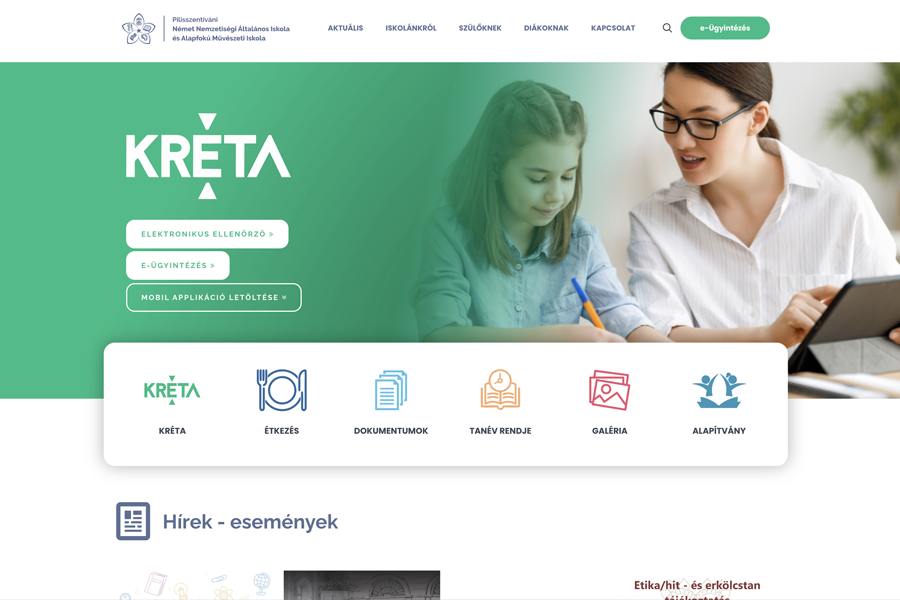 Pilisszentiváni
Német Nemzetiségi Általános Iskola
és Alapfokú Művészeti Iskola
AKTUÁLIS
ISKOLÁNKRÓL
SZÜLŐKNEK
DIÁKOKNAK
KAPCSOLAT
e-Ügyintézés
KRÉTA
ELEKTRONIKUS ELLENŐRZŐ »
E-ÜGYINTÉZÉS »
MOBIL APPLIKÁCIÓ LETÖLTÉSE
KRÉTA
KRÉTA
ÉTKEZÉS
DOKUMENTUMOK
TANÉV RENDJE
GALÉRIA
ALAPÍTVÁNY
Hírek - események
Etika/hit - és erkölcstan
tájékoztatás